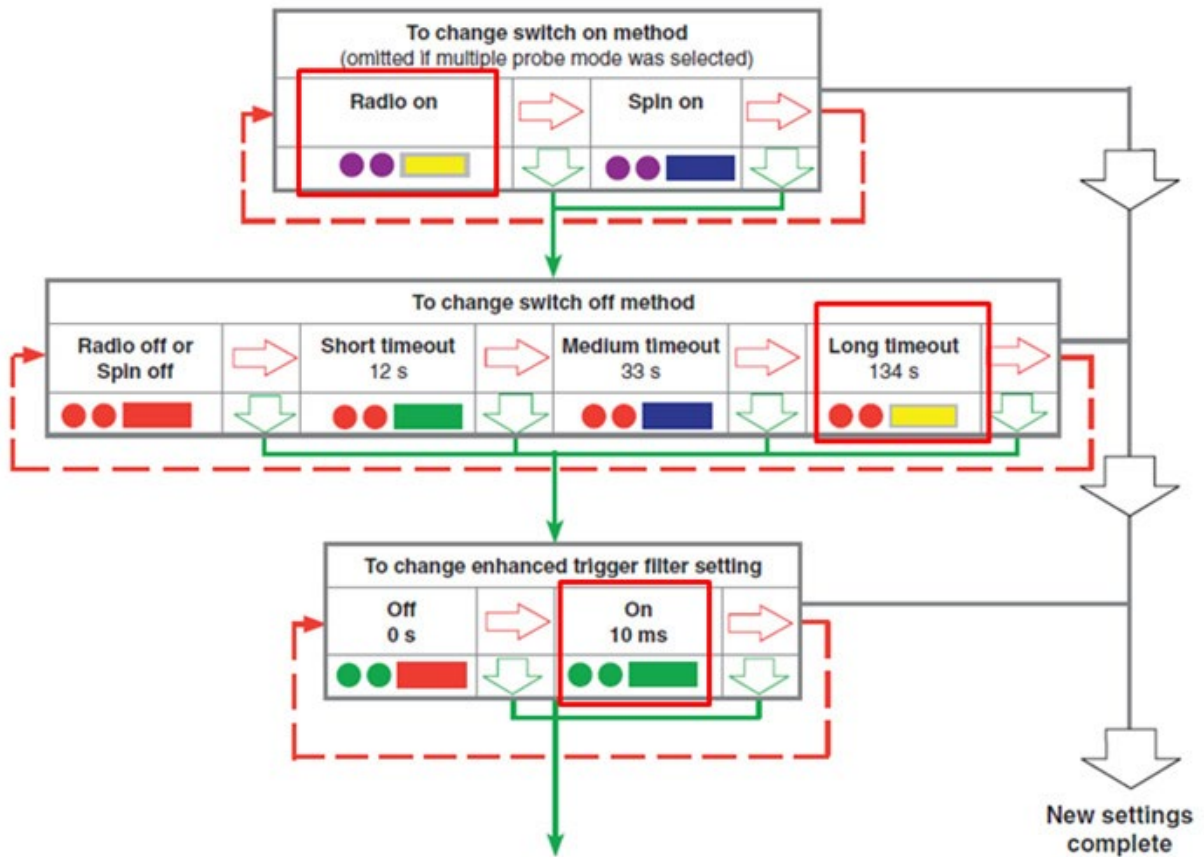 To change switch on method
(omitted if multiple probe mode was selected)
Radio on
Spin on
To change switch off method
Radio off or
Spin off
Short timeout
12 s
Medium timeout
33 s
Long timeout
134 s
To change enhanced trigger filter setting
Off
0 s
On
10 ms
New settings
complete